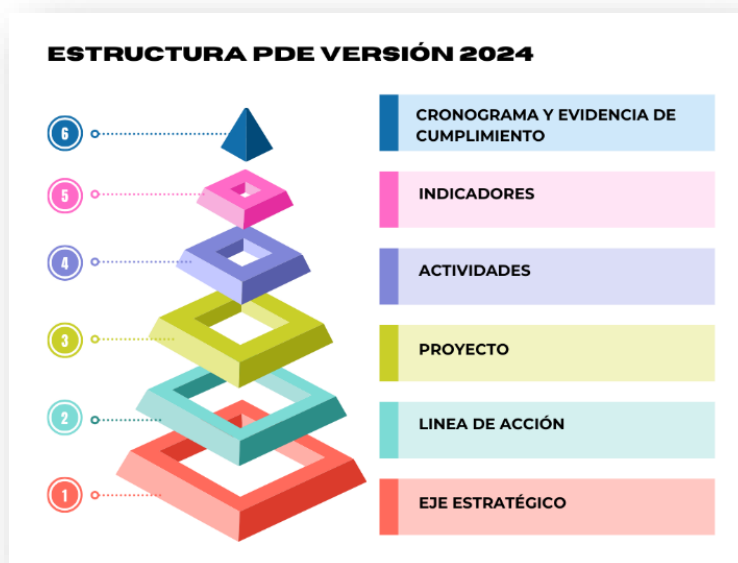 ESTRUCTURA PDE VERSIÓN 2024
6
CRONOGRAMA Y EVIDENCIA DE
CUMPLIMIENTO
5
INDICADORES
4
ACTIVIDADES
3
PROYECTO
2
LINEA DE ACCIÓN
1
EJE ESTRATÉGICO